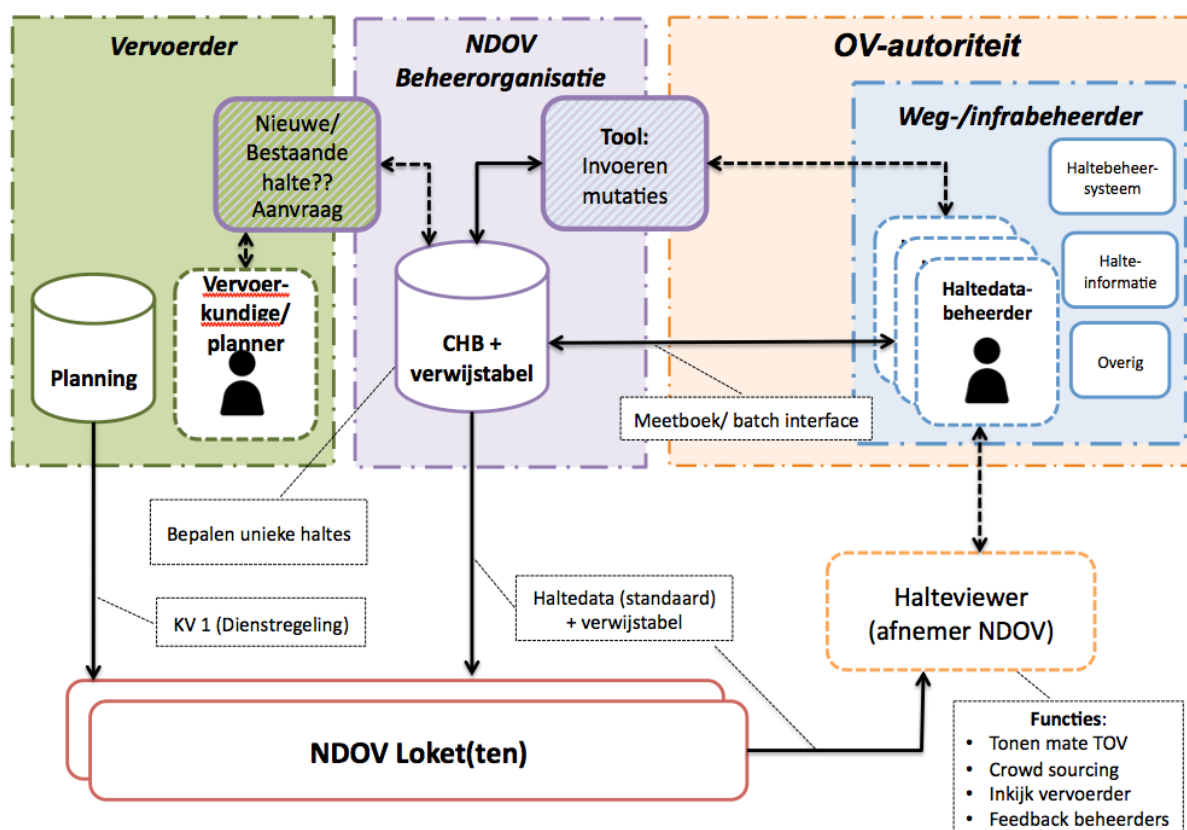 Vervoerder
NDOV
Beheerorganisatie
OV-autoriteit
Weg-/infrabeheerder
Nieuwe/
Bestaande
halte??
Aanvraag
Tool:
Invoeren
mutaties
Haltebeheer-
systeem
Halte-
informatie
Overig
Planning
Vervoer-
kundige/
planner
CHB +
verwijstabel
Haltedata-
beheerder
Meetboek/ batch interface
Bepalen unieke haltes
KV 1 (Dienstregeling)
Haltedata (standaard)
+ verwijstabel
Halteviewer
(afnemer NDOV)
NDOV Loket(ten)
Functies:
• Tonen mate TOV
• Crowd sourcing
• Inkijk vervoerder
• Feedback beheerders